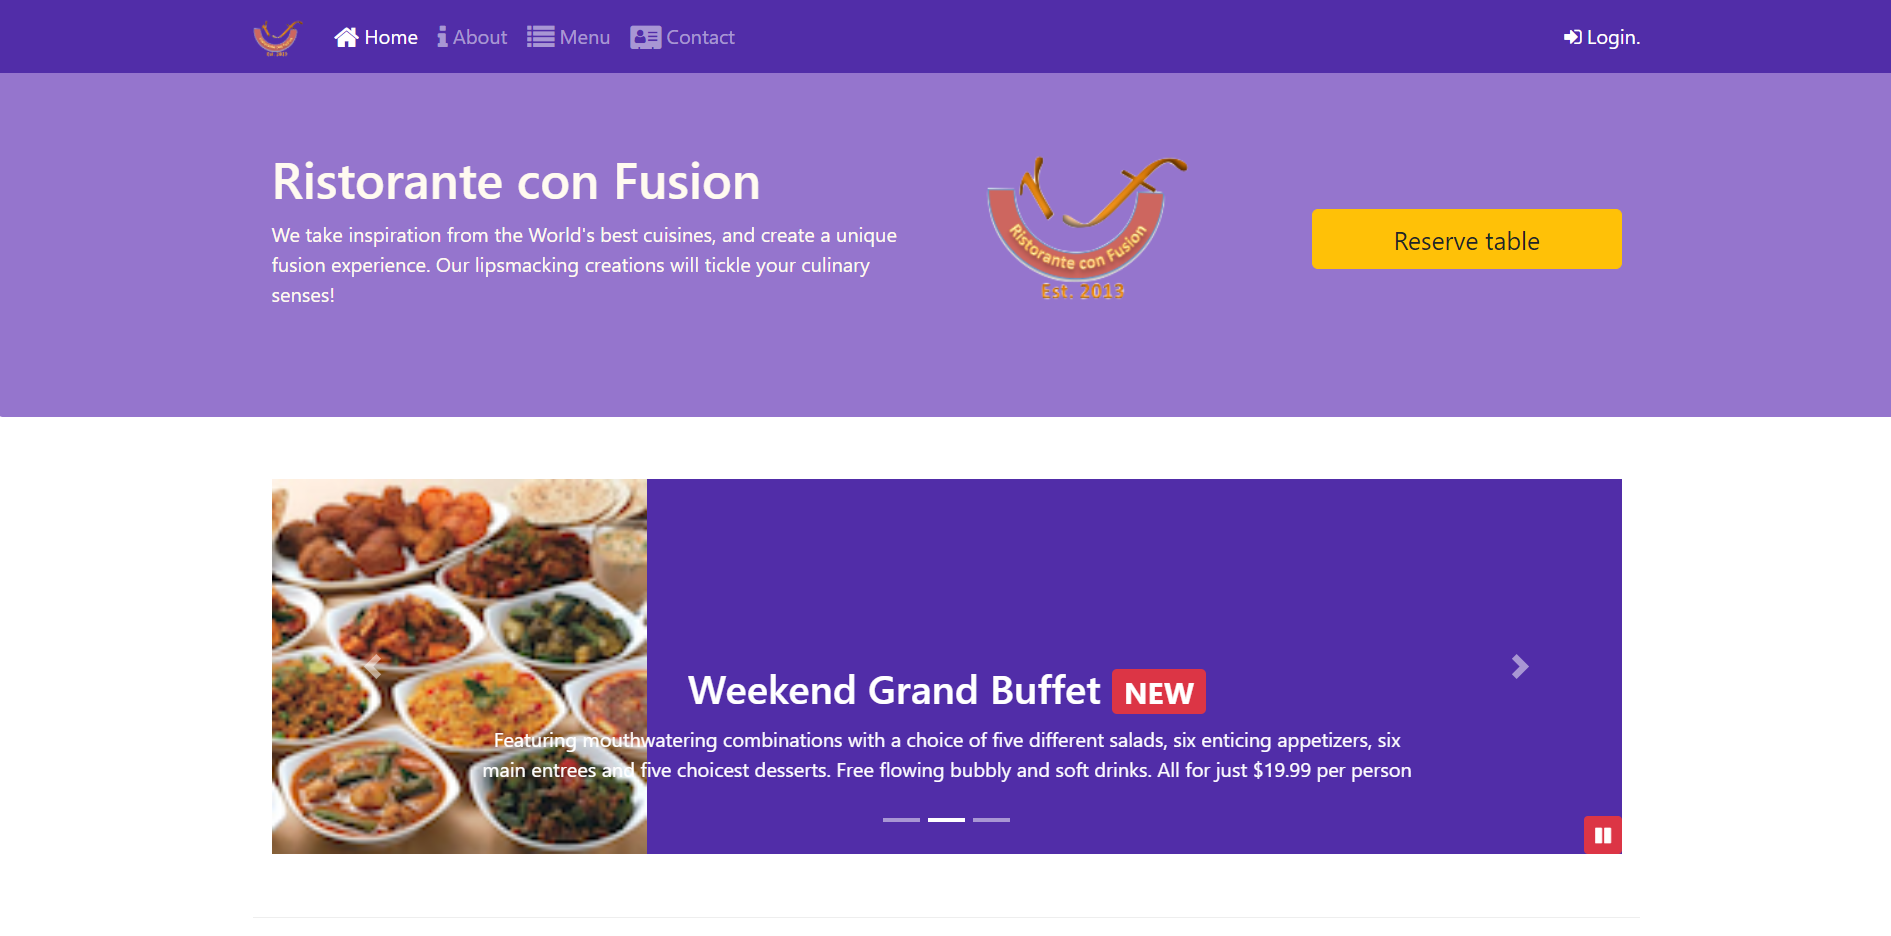 Home About Menu Contact Login.
Ristorante con Fusion
We take inspiration from the World's best cuisines, and create a unique
fusion experience. Our lipsmacking creations will tickle your culinary
senses!
Ristorante con Fusion
Est. 2013
Reserve table
Weekend Grand Buffet NEW
Featuring mouthwatering combinations with a choice of five different salads, six enticing appetizers, six
main entrees and five choicest desserts. Free flowing bubbly and soft drinks. All for just $19.99 per person